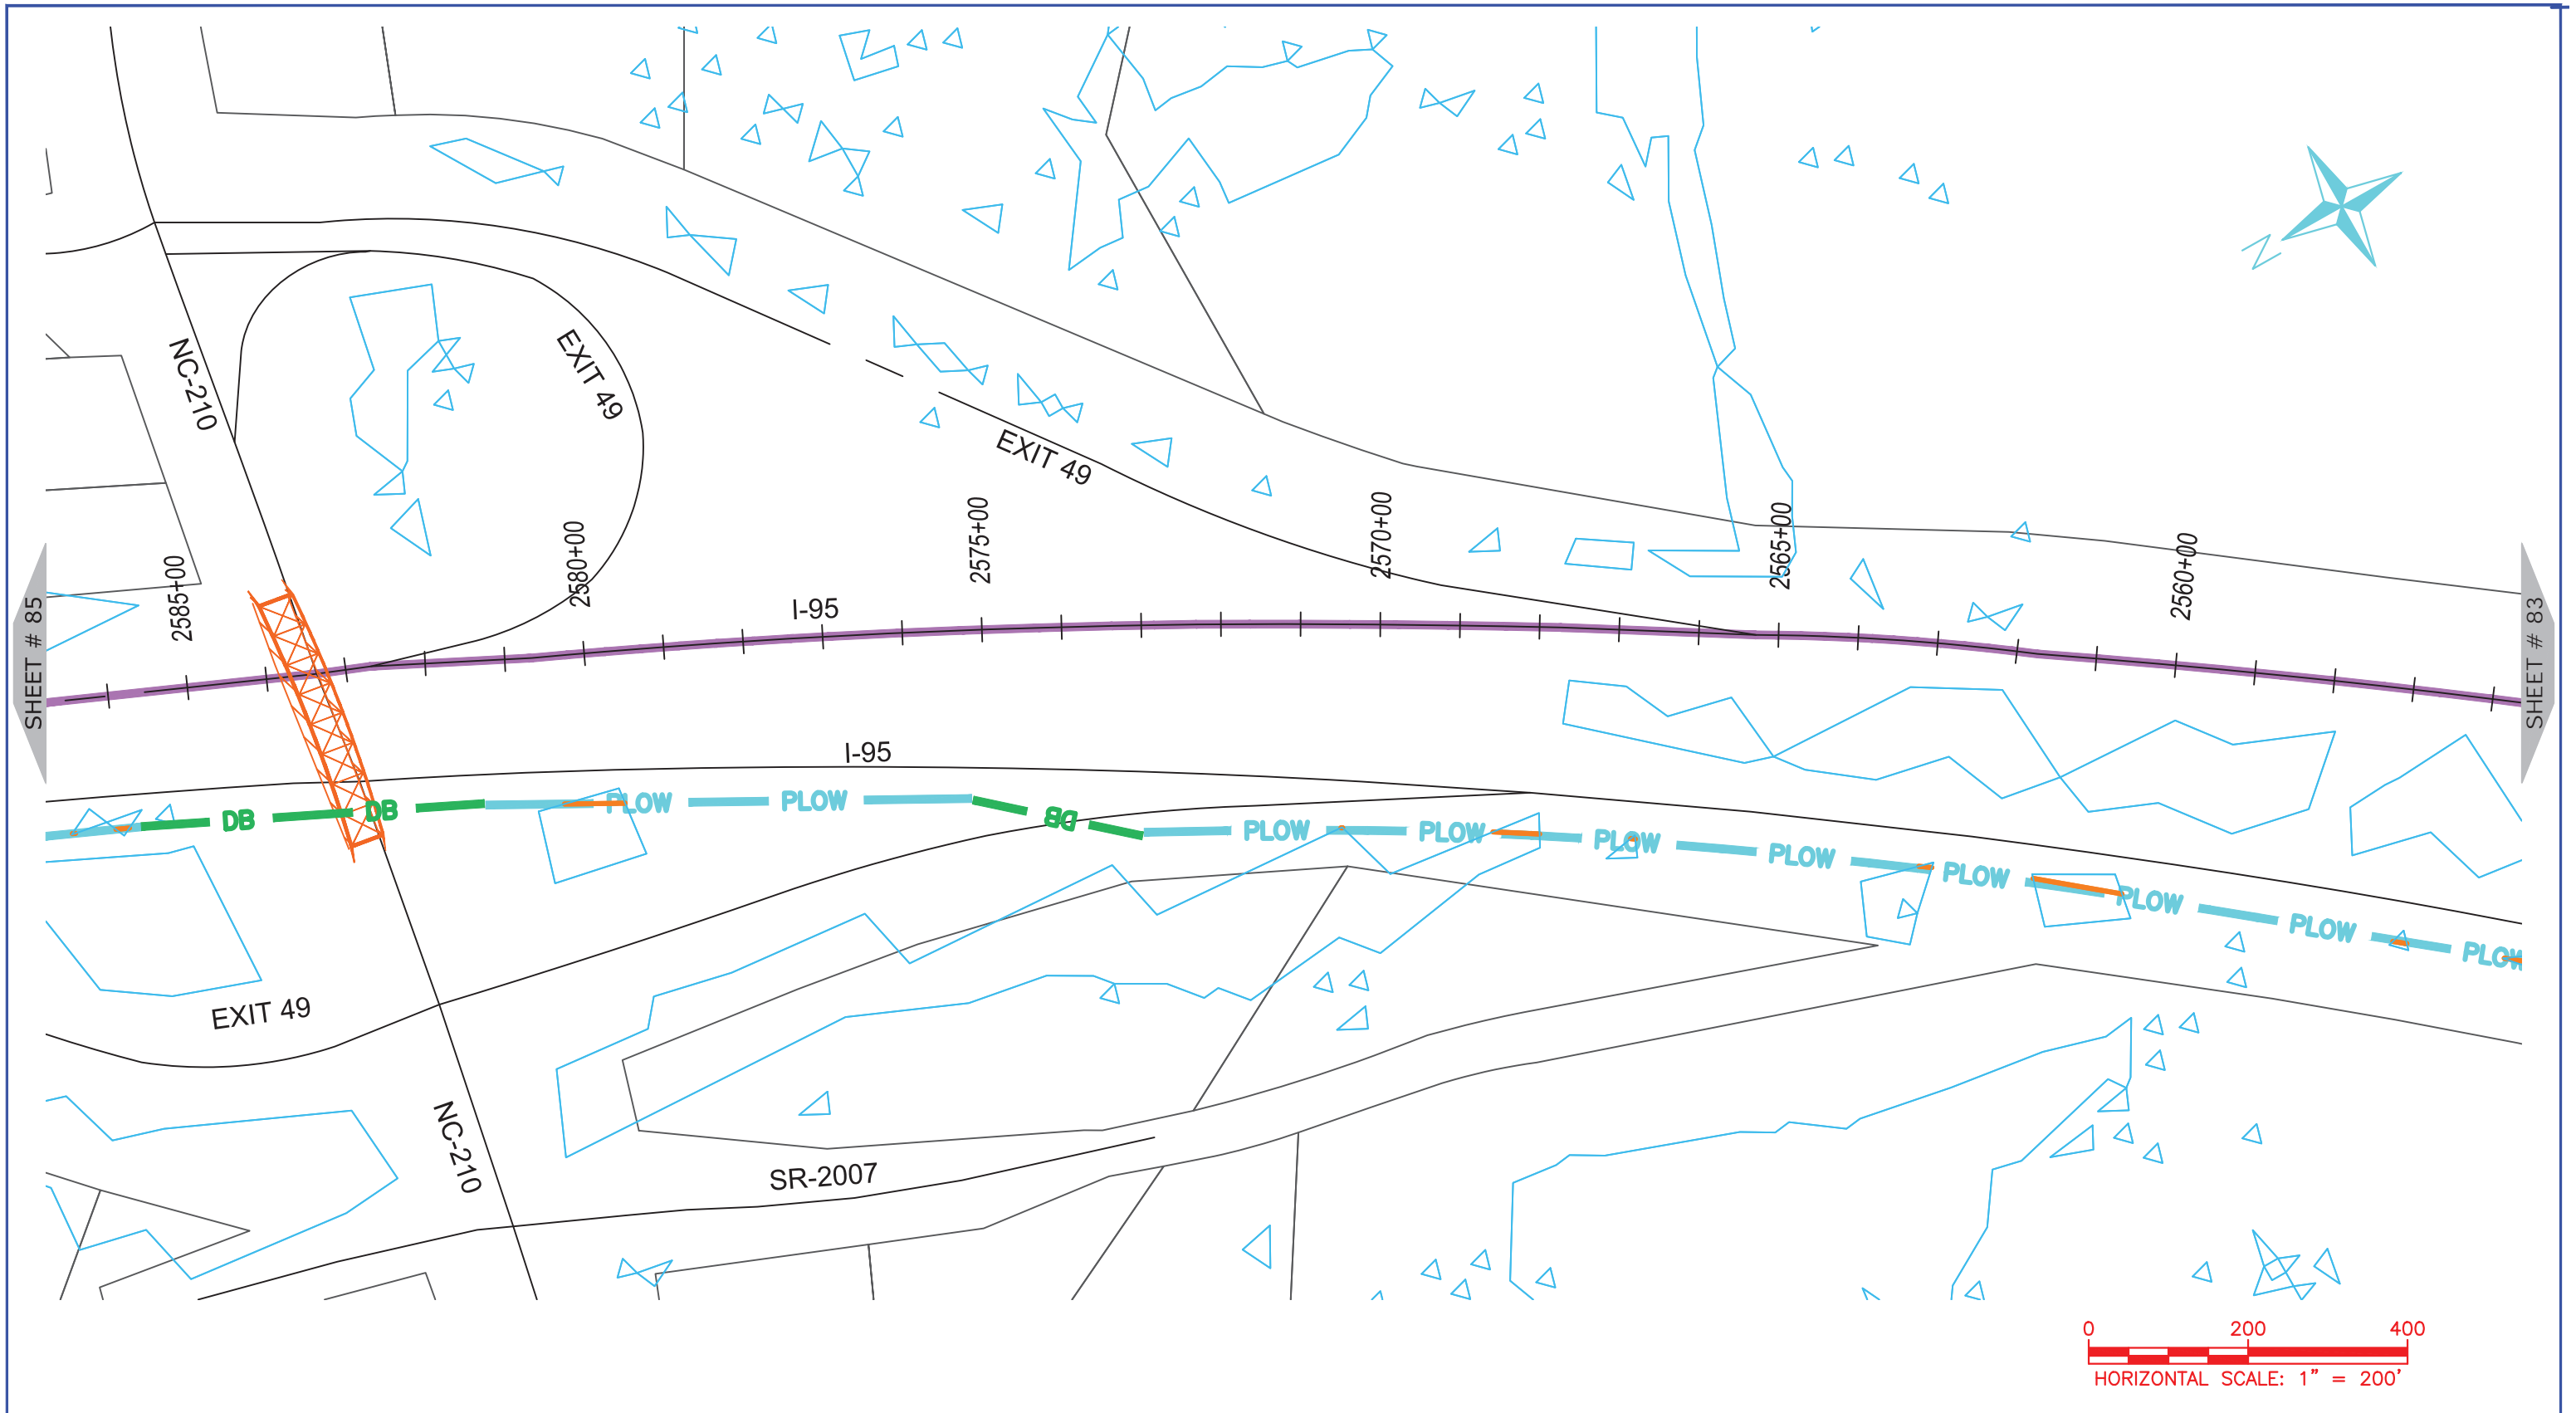 N
NC-210
EXIT 49
EXIT 49
2585+00
2580+00
2575+00
2570+00
2565+00
2560+00
I-95
SHEET # 85
SHEET # 83
I-95
DB
DB
PLOW
PLOW
DB
PLOW
PLOW
PLOW
PLOW
PLOW
PLOW
PLOW
PLOW
EXIT 49
NC-210
SR-2007
0 200 400
HORIZONTAL SCALE: 1" = 200'